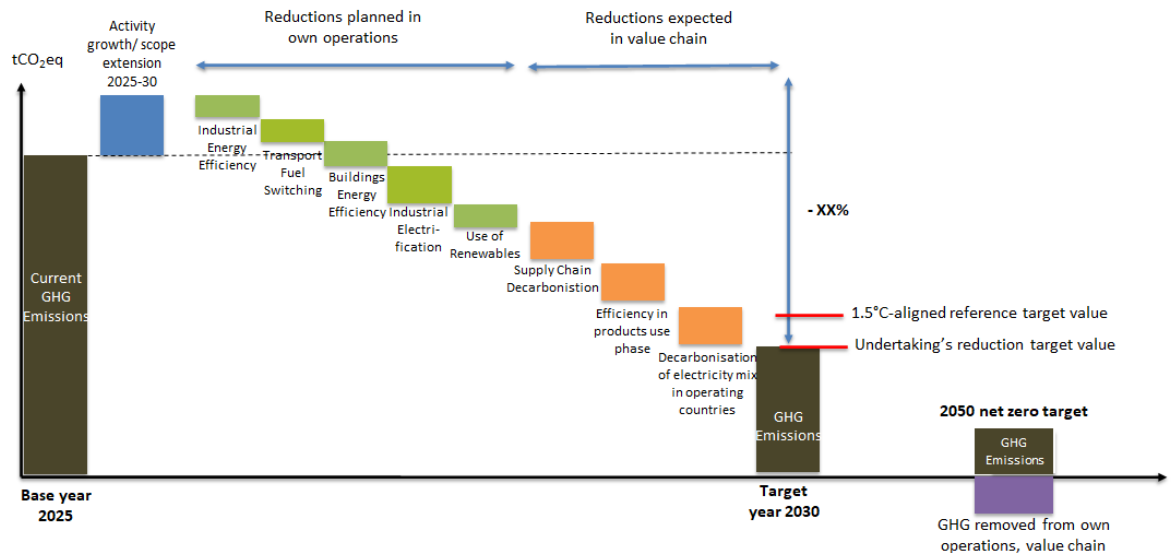 tCO₂eq
Activity
growth/ scope
extension
2025-30
Reductions planned in
own operations
Reductions expected
in value chain
Industrial
Energy
Efficiency
Transport
Fuel
Switching
Buildings
Energy
Efficiency
Industrial
Electri-
fication
Use of
Renewables
Supply Chain
Decarbonistion
Efficiency in
products use
phase
Decarbonisation
of electricity mix
in operating
countries
- XX%
1.5°C-aligned reference target value
Undertaking's reduction target value
Current
GHG
Emissions
GHG
Emissions
2050 net zero target
GHG
Emissions
Base year
2025
Target
year 2030
GHG removed from own
operations, value chain